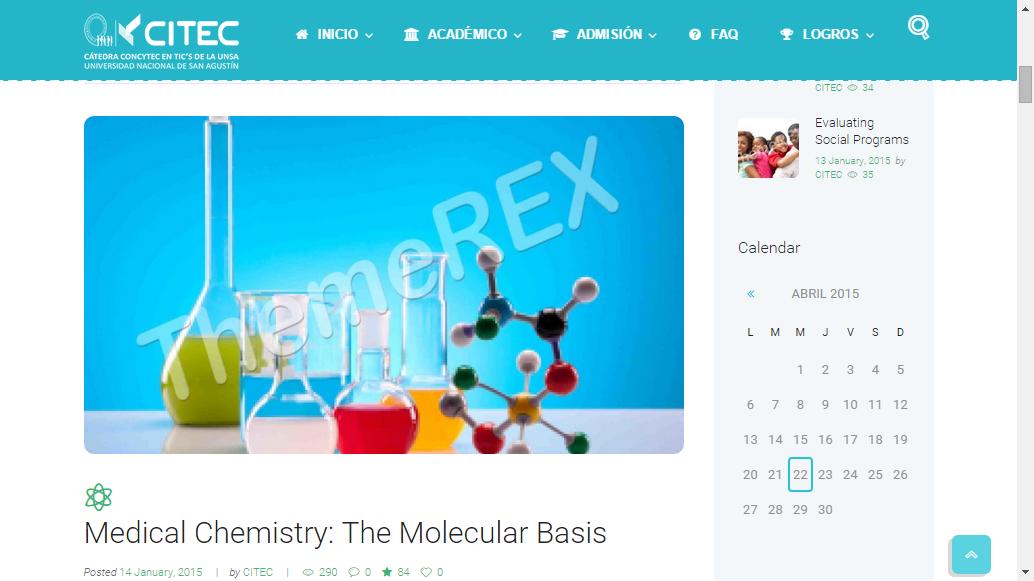 CITEC
CÁTEDRA CONCYTEC EN TIC'S DE LA UNSA
UNIVERSIDAD NACIONAL DE SAN AGUSTÍN
INICIO ACADÉMICO ADMISIÓN FAQ LOGROS
ThemeREX
Medical Chemistry: The Molecular Basis
Posted 14 January, 2015 | by CITEC | 290 0 84 0
CITEC 34
Evaluating
Social Programs
13 January, 2015 by
CITEC 35
Calendar
« ABRIL 2015
L M M J V S D
1 2 3 4 5
6 7 8 9 10 11 12
13 14 15 16 17 18 19
20 21 22 23 24 25 26
27 28 29 30